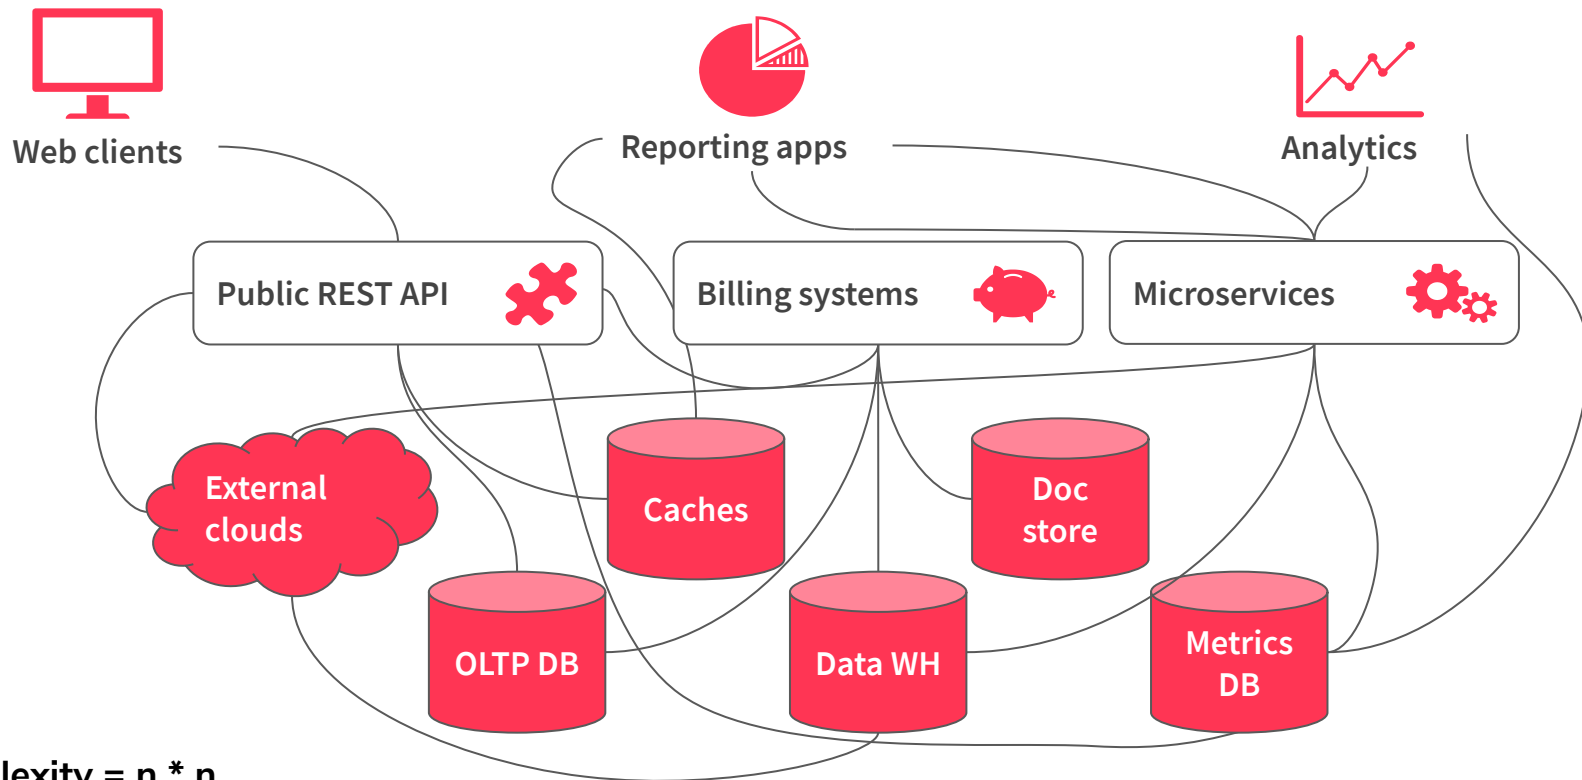 Web clients
Reporting apps
Analytics
Public REST API
Billing systems
Microservices
External
clouds
Caches
Doc
store
OLTP DB
Data WH
Metrics
DB
lexity = n * n